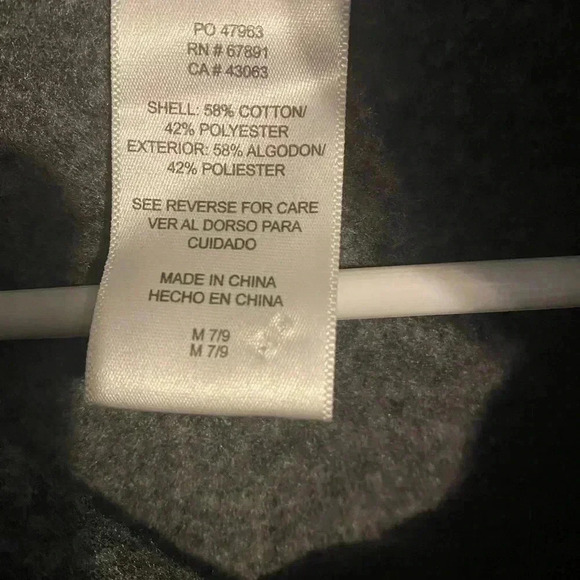 PO 47963
RN # 67891
CA # 43063
SHELL: 58% COTTON/
42% POLYESTER
EXTERIOR: 58% ALGODON/
42% POLIESTER
SEE REVERSE FOR CARE
VER AL DORSO PARA
CUIDADO
MADE IN CHINA
HECHO EN CHINA
M 7/9
M 7/9